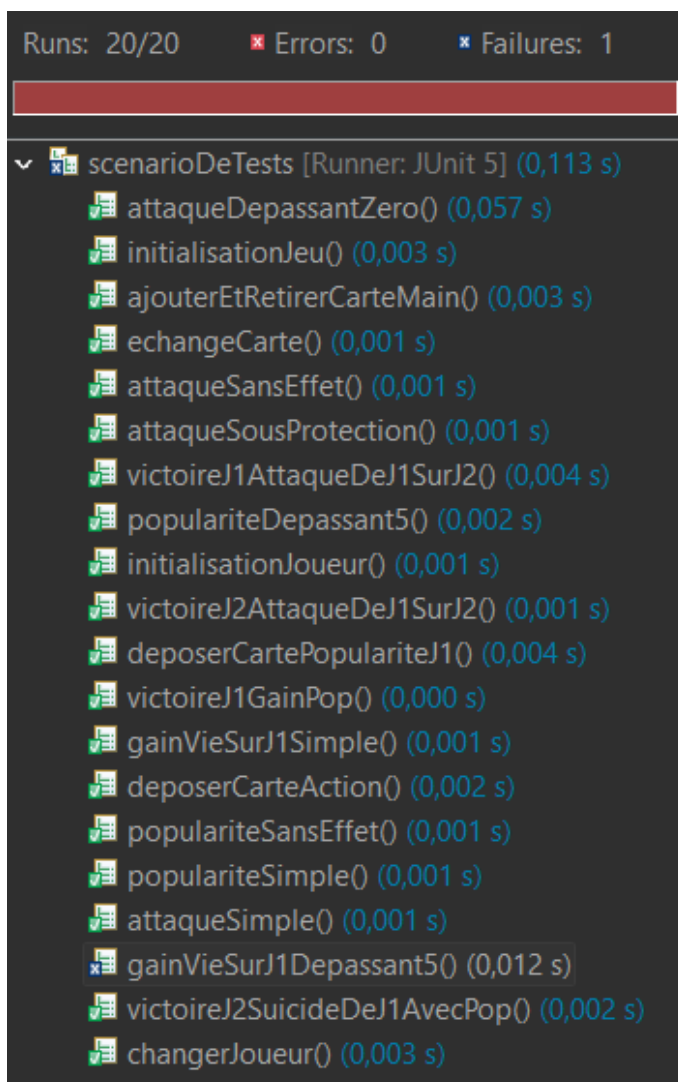 Runs: 20/20 Errors: 0 Failures: 1
scenarioDeTests [Runner: JUnit 5] (0,113 s)
attaqueDepassantZero() (0,057 s)
initialisationJeu() (0,003 s)
ajouterEtRetirerCarteMain() (0,003 s)
echangeCarte() (0,001 s)
attaqueSansEffet() (0,001 s)
attaqueSousProtection() (0,001 s)
victoireJ1AttaqueDeJ1SurJ2() (0,004 s)
populariteDepassant5() (0,002 s)
initialisationJoueur() (0,001 s)
victoireJ2AttaqueDeJ1SurJ2() (0,001 s)
deposerCartePopulariteJ1() (0,004 s)
victoireJ1GainPop() (0,000 s)
gainVieSurJ1Simple() (0,001 s)
deposerCarteAction() (0,002 s)
populariteSansEffet() (0,001 s)
populariteSimple() (0,001 s)
attaqueSimple() (0,001 s)
gainVieSurJ1Depassant5() (0,012 s)
victoireJ2SuicideDeJ1AvecPop() (0,002 s)
changerJoueur() (0,003 s)